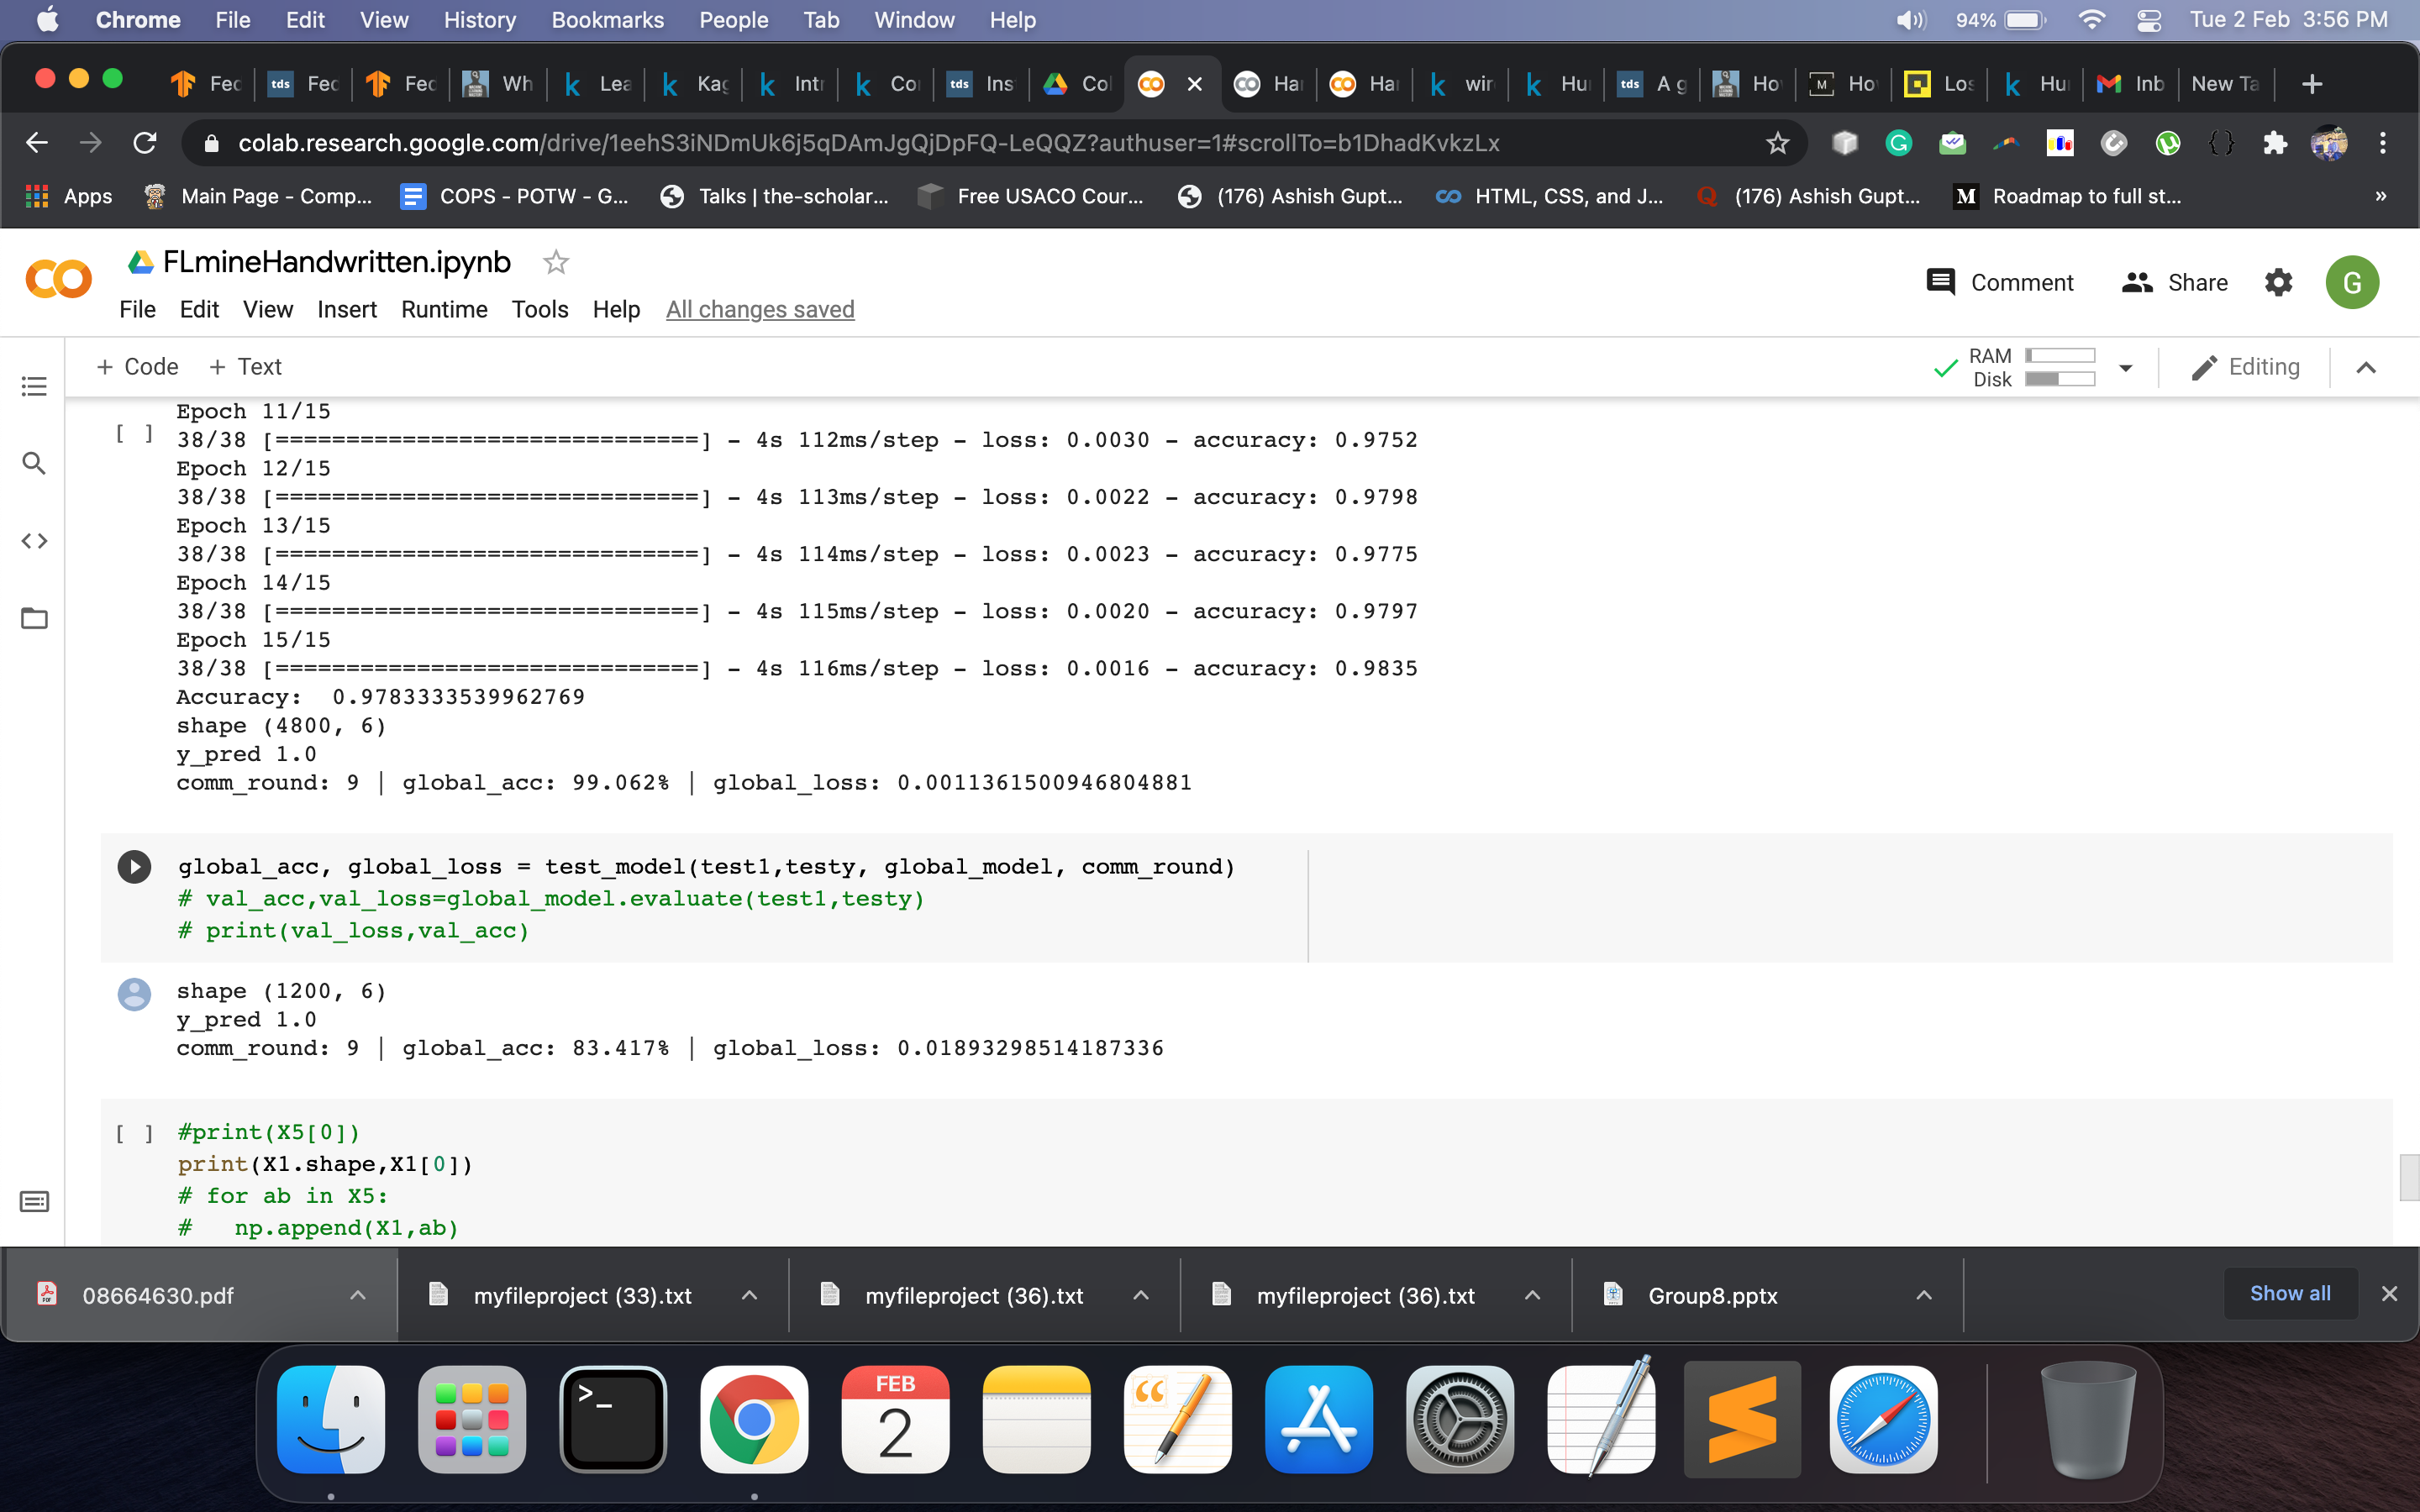 Chrome File Edit View History Bookmarks People Tab Window Help 94% Tue 2 Feb 3:56 PM
Fec tds Fec Fec Wh k Lea k Kag k Intr k Co tds Ins Col Har Har k win k Hu tds A g Ho M Ho Los k Hu Inb New Ta
colab.research.google.com/drive/1eehS3iNDmUk6j5qDAmJgQjDpFQ-LeQQZ?authuser=1#scrollTo=b1DhadKvkzLx
Apps Main Page - Comp... COPS - POTW - G... Talks | the-scholar... Free USACO Cour... (176) Ashish Gupt... HTML, CSS, and J... (176) Ashish Gupt... M Roadmap to full st... »
FLmineHandwritten.ipynb
Comment Share G
File Edit View Insert Runtime Tools Help All changes saved
+ Code + Text
RAM
Disk
Editing
Epoch 11/15
[ ] 38/38 [==============================] - 4s 112ms/step - loss: 0.0030 - accuracy: 0.9752
Epoch 12/15
38/38 [==============================] - 4s 113ms/step - loss: 0.0022 - accuracy: 0.9798
Epoch 13/15
38/38 [==============================] - 4s 114ms/step - loss: 0.0023 - accuracy: 0.9775
Epoch 14/15
38/38 [==============================] - 4s 115ms/step - loss: 0.0020 - accuracy: 0.9797
Epoch 15/15
38/38 [==============================] - 4s 116ms/step - loss: 0.0016 - accuracy: 0.9835
Accuracy:  0.9783333539962769
shape (4800, 6)
y_pred 1.0
comm_round: 9 | global_acc: 99.062% | global_loss: 0.0011361500946804881
global_acc, global_loss = test_model(test1,testy, global_model, comm_round)
# val_acc,val_loss=global_model.evaluate(test1,testy)
# print(val_loss,val_acc)
shape (1200, 6)
y_pred 1.0
comm_round: 9 | global_acc: 83.417% | global_loss: 0.01893298514187336
[ ] #print(X5[0])
print(X1.shape,X1[0])
# for ab in X5:
#   np.append(X1,ab)
08664630.pdf myfileproject (33).txt myfileproject (36).txt myfileproject (36).txt Group8.pptx Show all
FEB
2